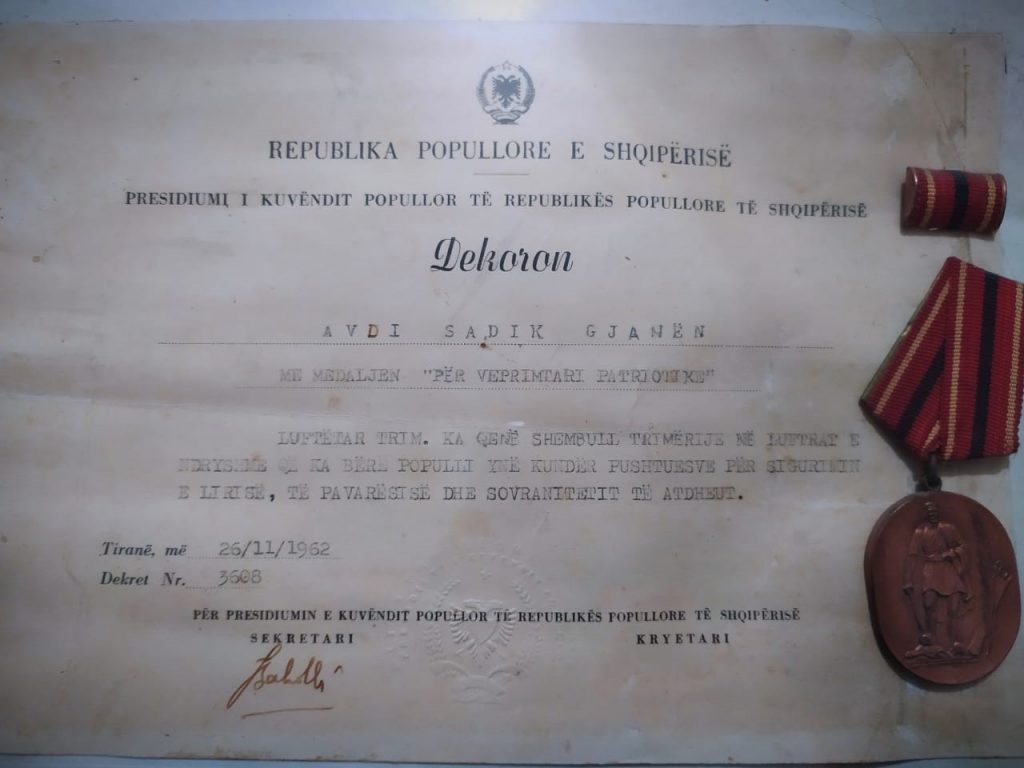 REPUBLIKA POPULLORE E SHQIPËRISË
PRESIDIUMI I KUVËNDIT POPULLOR TË REPUBLIKËS POPULLORE TË SHQIPËRISË
Dekoron
AVDI SADIK GJANËN
ME MEDALJEN "PËR VEPRIMTARI PATRIOTIKE"
LUFTËTAR TRIM. KA QENË SHEMBULL TRIMËRIJE NË LUFTRAT E
NDRYSHME QË KA BËRË POPULLI YNË KUNDËR PUSHTUESVE PËR SIGURIMIN
E LIRISË, TË PAVARËSISË DHE SOVRANITETIT TË ATDHEUT.
Tiranë, më 26/11/1962
Dekret Nr. 3608
PËR PRESIDIUMIN E KUVËNDIT POPULLOR TË REPUBLIKËS POPULLORE TË SHQIPËRISË
SEKRETARI KRYETARI